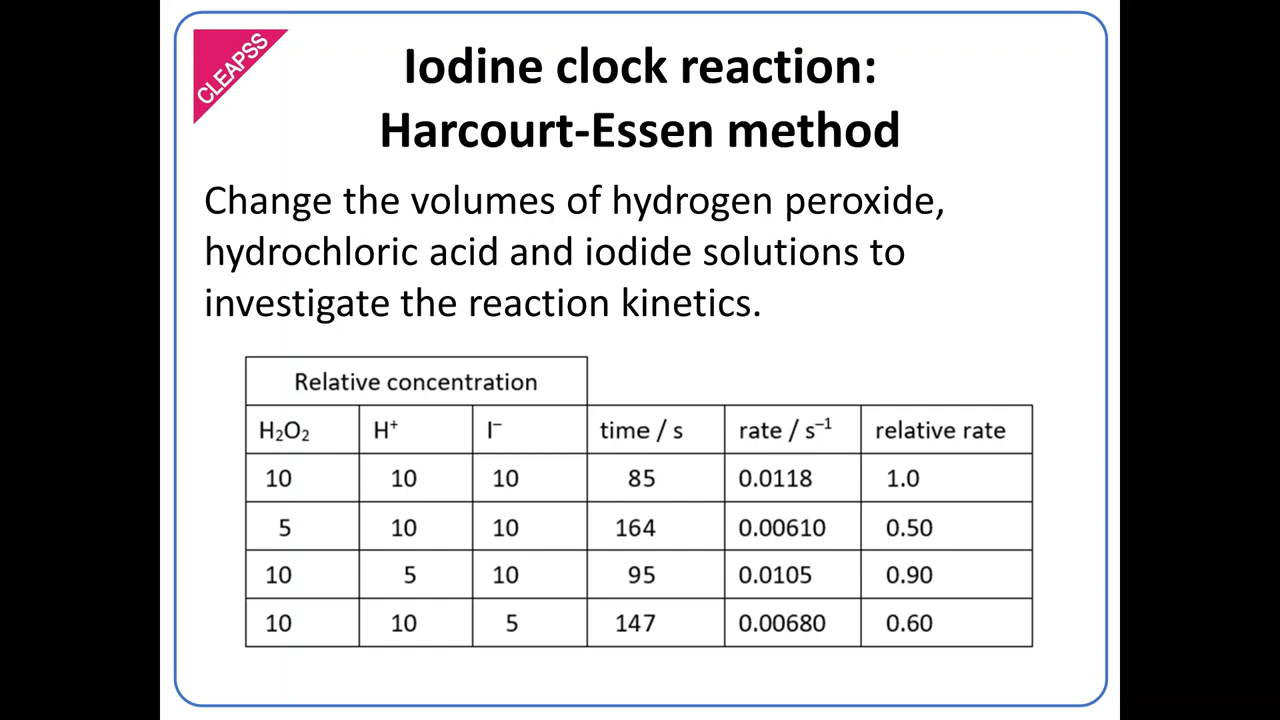 CLEAPSS
Iodine clock reaction:
Harcourt-Essen method
Change the volumes of hydrogen peroxide,
hydrochloric acid and iodide solutions to
investigate the reaction kinetics.
Relative concentration
H₂O₂ H⁺ I⁻ time / s rate / s⁻¹ relative rate
10 10 10 85 0.0118 1.0
5 10 10 164 0.00610 0.50
10 5 10 95 0.0105 0.90
10 10 5 147 0.00680 0.60